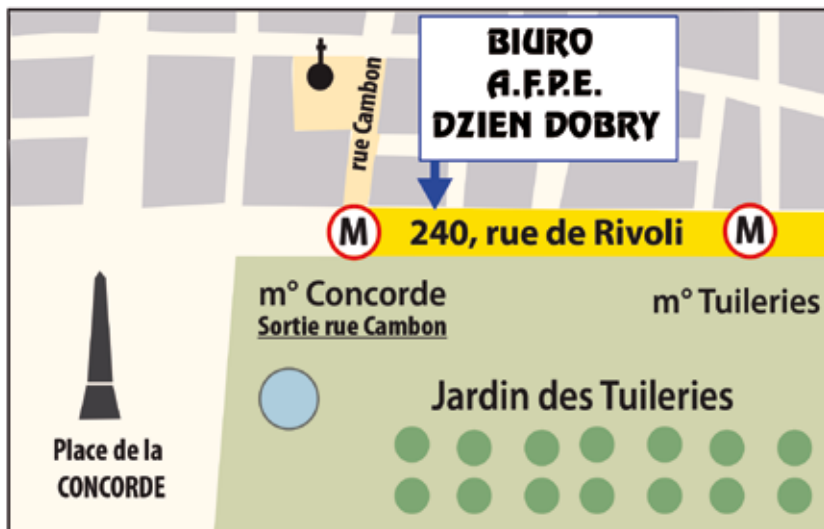 BIURO
A.F.P.E.
DZIEN DOBRY
rue Cambon
M
240, rue de Rivoli
M
m° Concorde
Sortie rue Cambon
m° Tuileries
Jardin des Tuileries
Place de la
CONCORDE